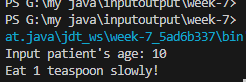 PS G:\my java\inputoutput\week-7>
PS G:\my java\inputoutput\week-7>
at.java\jdt_ws\week-7_5ad6b337\bin
Input patient's age: 10
Eat 1 teaspoon slowly!